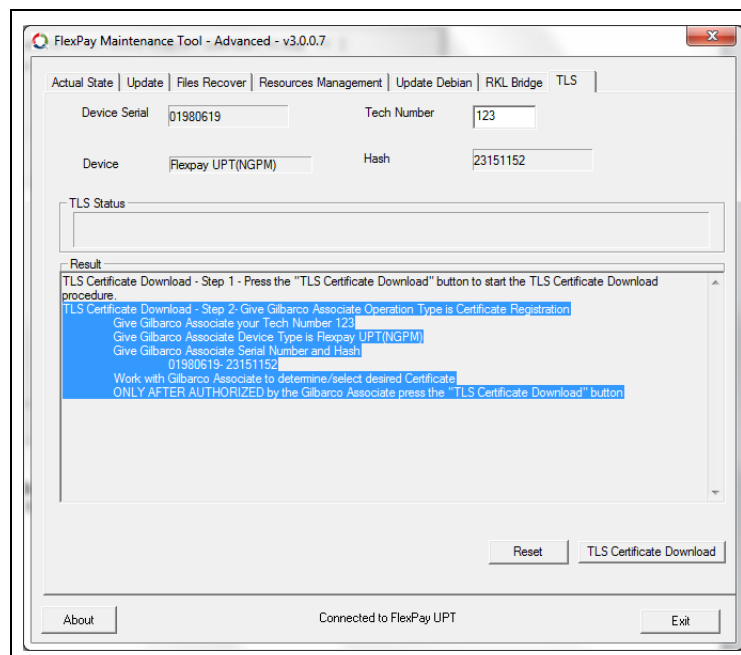 FlexPay Maintenance Tool - Advanced - v3.0.0.7
Actual State | Update | Files Recover | Resources Management | Update Debian | RKL Bridge | TLS
Device Serial 01980619 Tech Number 123
Device Flexpay UPT(NGPM) Hash 23151152
TLS Status
Result
TLS Certificate Download - Step 1 - Press the "TLS Certificate Download" button to start the TLS Certificate Download
procedure.
TLS Certificate Download - Step 2- Give Gilbarco Associate Operation Type is Certificate Registration
Give Gilbarco Associate your Tech Number 123
Give Gilbarco Associate Device Type is Flexpay UPT(NGPM)
Give Gilbarco Associate Serial Number and Hash
01980619- 23151152
Work with Gilbarco Associate to determine/select desired Certificate
ONLY AFTER AUTHORIZED by the Gilbarco Associate press the "TLS Certificate Download" button
Reset TLS Certificate Download
About Connected to FlexPay UPT Exit